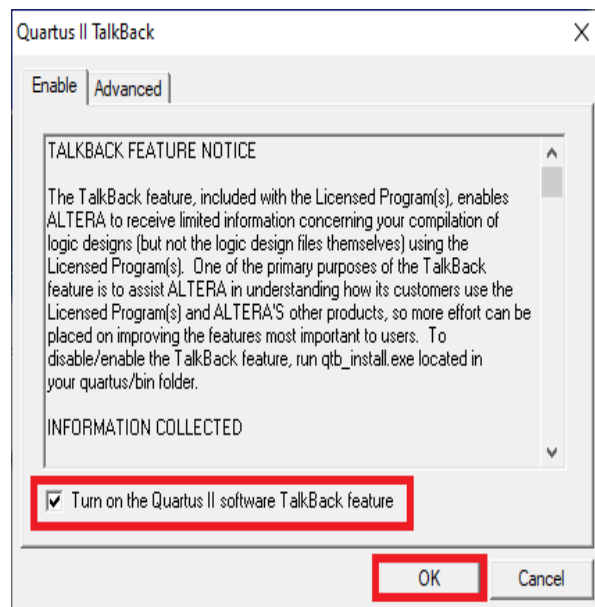 Quartus II TalkBack
Enable
Advanced
TALKBACK FEATURE NOTICE
The TalkBack feature, included with the Licensed Program(s), enables
ALTERA to receive limited information concerning your compilation of
logic designs (but not the logic design files themselves) using the
Licensed Program(s).  One of the primary purposes of the TalkBack
feature is to assist ALTERA in understanding how its customers use the
Licensed Program(s) and ALTERA'S other products, so more effort can be
placed on improving the features most important to users.  To
disable/enable the TalkBack feature, run qtb_install.exe located in
your quartus/bin folder.
INFORMATION COLLECTED
Turn on the Quartus II software TalkBack feature
OK
Cancel